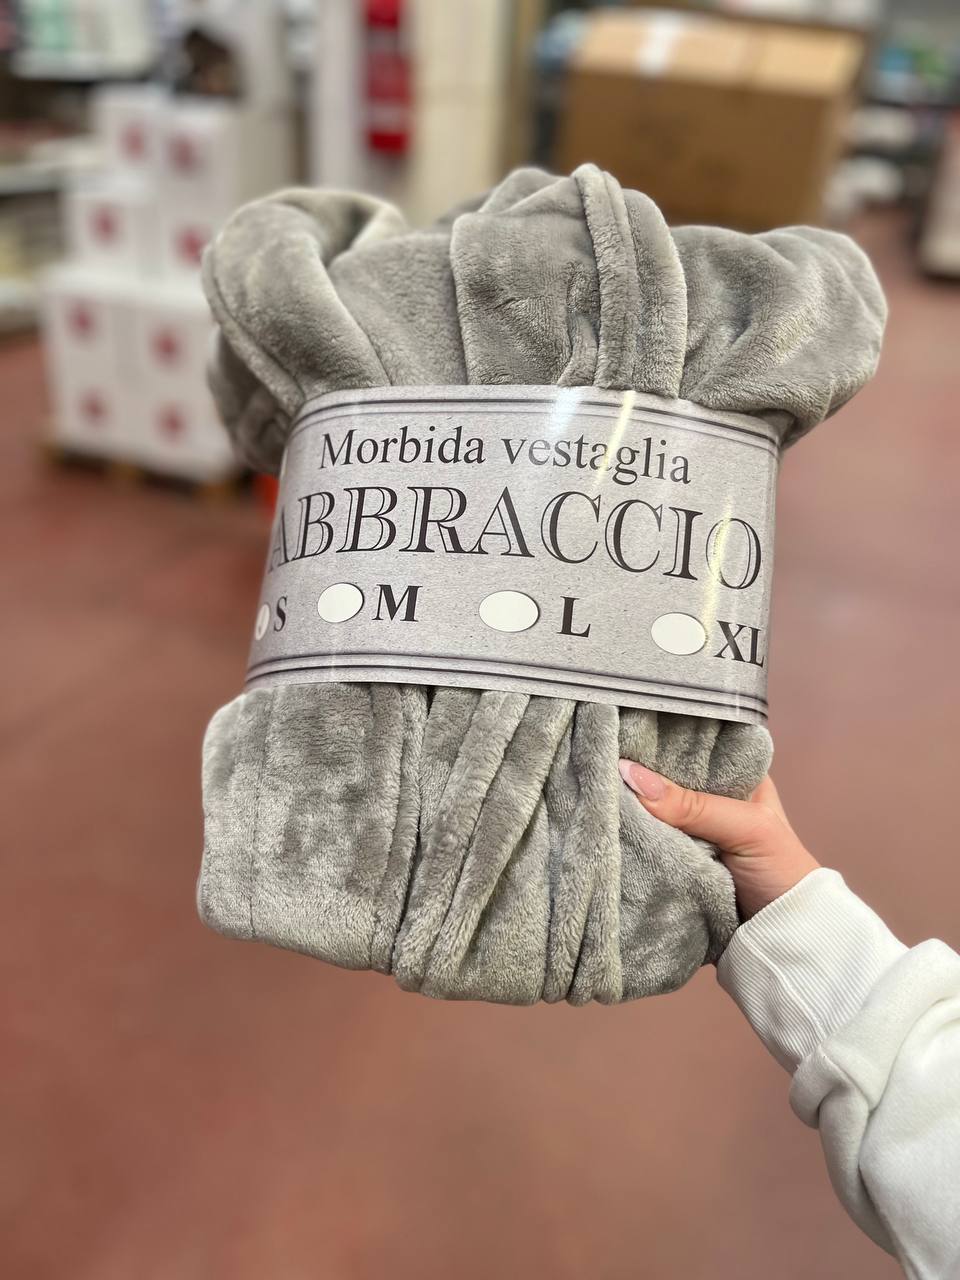 Morbida vestaglia
ABBRACCIO
S M L XL